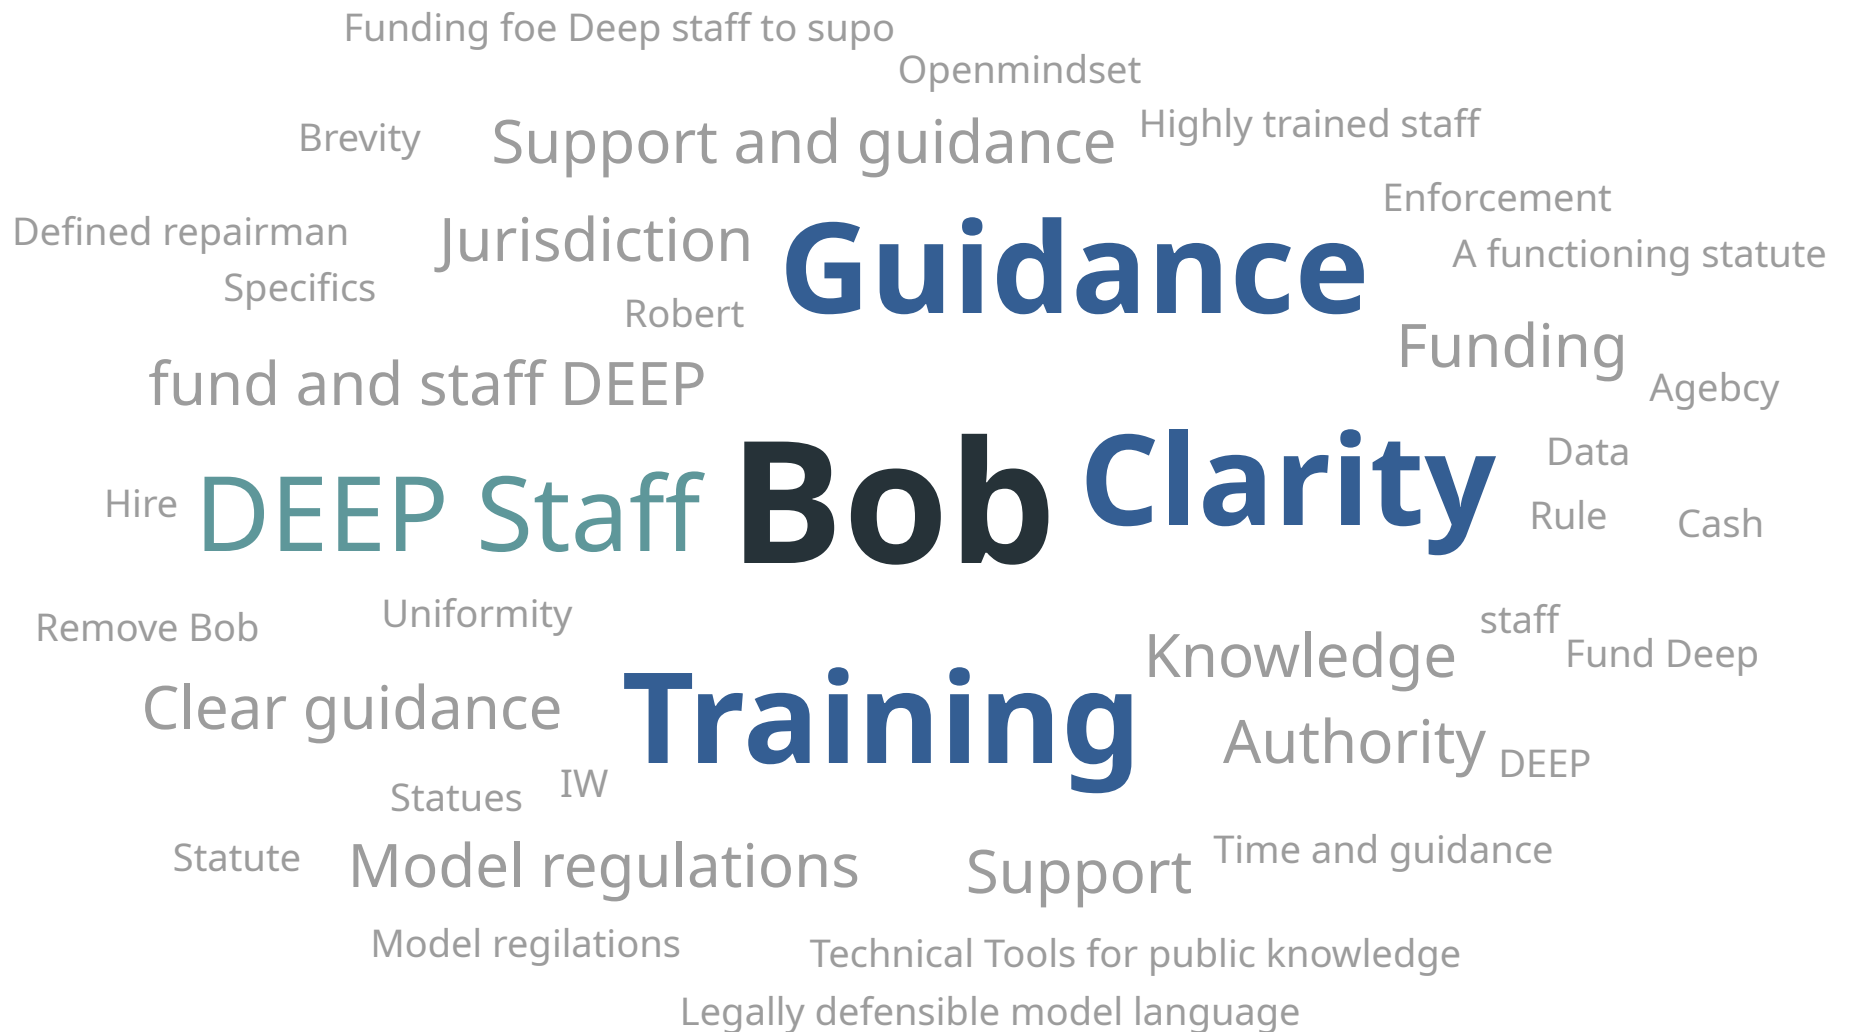 Funding foe Deep staff to supo
Openmindset
Brevity
Support and guidance
Highly trained staff
Enforcement
Defined repairman
Jurisdiction
Guidance
A functioning statute
Specifics
Robert
Funding
fund and staff DEEP
Agebcy
Bob
Clarity
Data
Hire
DEEP Staff
Rule
Cash
Remove Bob
Uniformity
staff
Knowledge
Fund Deep
Clear guidance
Training
Authority
DEEP
Statues
IW
Statute
Model regulations
Support
Time and guidance
Model regilations
Technical Tools for public knowledge
Legally defensible model language